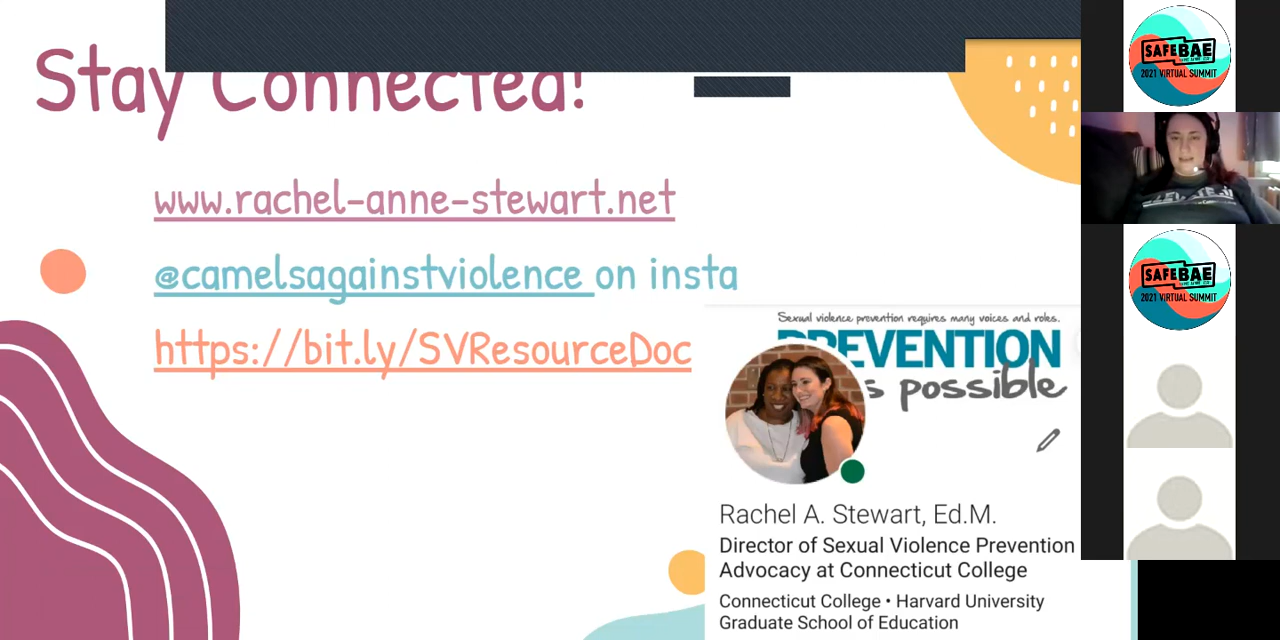 Stay Connected!
www.rachel-anne-stewart.net
@camelsagainstviolence on insta
https://bit.ly/SVResourceDoc
Sexual violence prevention requires many voices and roles.
PREVENTION
is possible
Rachel A. Stewart, Ed.M.
Director of Sexual Violence Prevention
Advocacy at Connecticut College
Connecticut College • Harvard University
Graduate School of Education
SAFEBAE
2021 VIRTUAL SUMMIT
SAFEBAE
2021 VIRTUAL SUMMIT